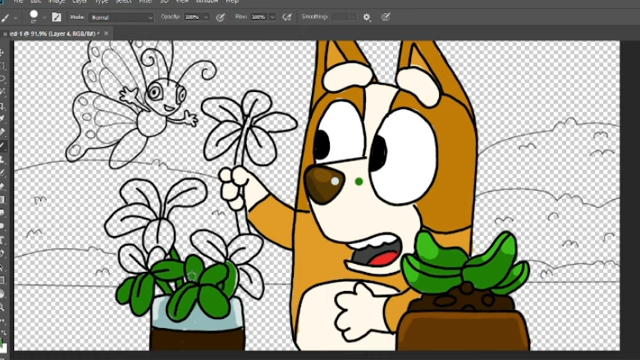 File Edit Image Layer Type Select Filter View Window Help
Mode: Normal Opacity: 100% Flow: 100% Smoothing:
ed-1 @ 91,9% (Layer 4, RGB/8#) *